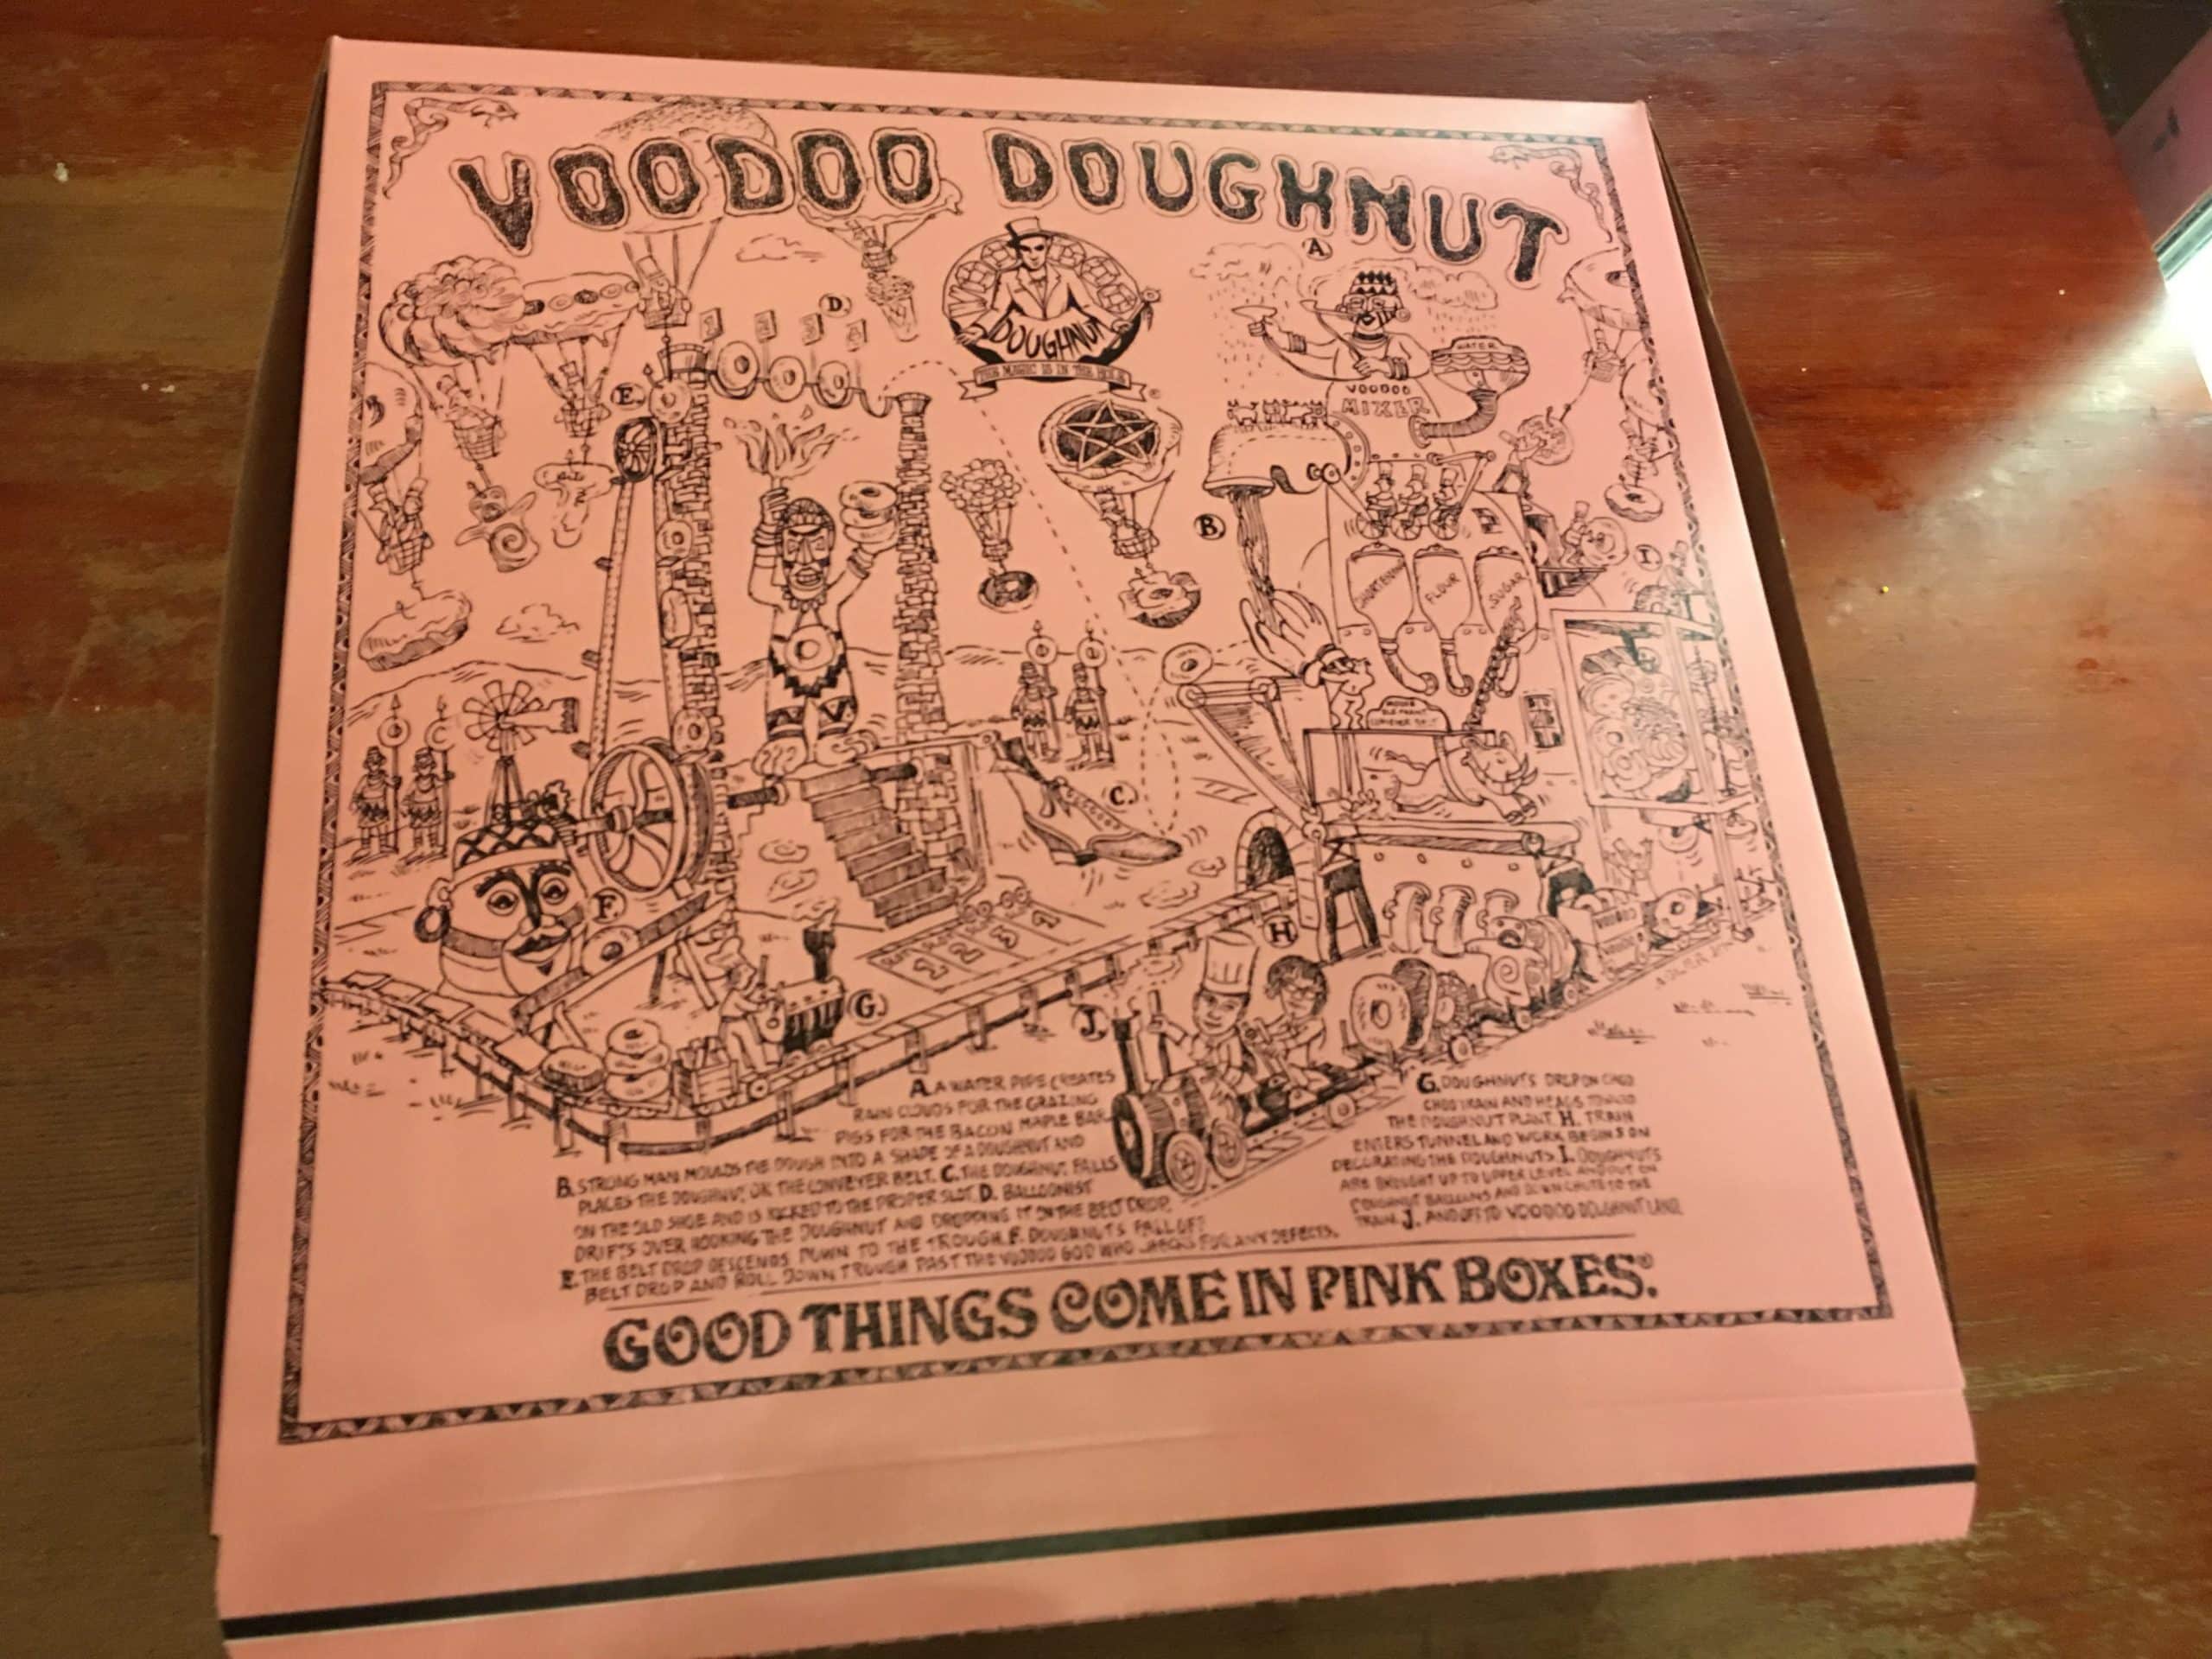 VOODOO DOUGHNUT
DOUGHNUT
THE MAGIC IS IN THE HOLE
A
WATER
VOODOO
MIXER
D
E.
B
SHORTENING
FLOUR
SUGAR
I.
C.
F.
1 2 3 4
G.
H
J.
A. A WATER PIPE CREATES
RAIN CLOUDS FOR THE GRAZING
PIGS FOR THE BACON MAPLE BAR.
B. STRONG MAN MOULDS THE DOUGH INTO A SHAPE OF A DOUGHNUT AND
PLACES THE DOUGHNUT ON THE CONVEYER BELT. C. THE DOUGHNUT FALLS
ON THE OLD SHOE AND IS KICKED TO THE PROPER SLOT. D. BALLOONIST
DRIFTS OVER HOOKING THE DOUGHNUT AND DROPPING IT ON THE BELT DROP.
E. THE BELT DROP DESCENDS DOWN TO THE TROUGH. F. DOUGHNUTS FALL OFF
BELT DROP AND ROLL DOWN TROUGH PAST THE VOODOO GOD WHO CHECKS FOR ANY DEFECTS.
G. DOUGHNUTS DROP ON CHOO
CHOO TRAIN AND HEADS TOWARD
THE DOUGHNUT PLANT. H. TRAIN
ENTERS TUNNEL AND WORK BEGINS ON
DECORATING THE DOUGHNUTS. I. DOUGHNUTS
ARE BROUGHT UP TO UPPER LEVEL AND PUT ON
DOUGHNUT BALLOONS AND DOWN CHUTE TO THE
TRAIN. J. AND OFF TO VOODOO DOUGHNUT LAND.
GOOD THINGS COME IN PINK BOXES.®